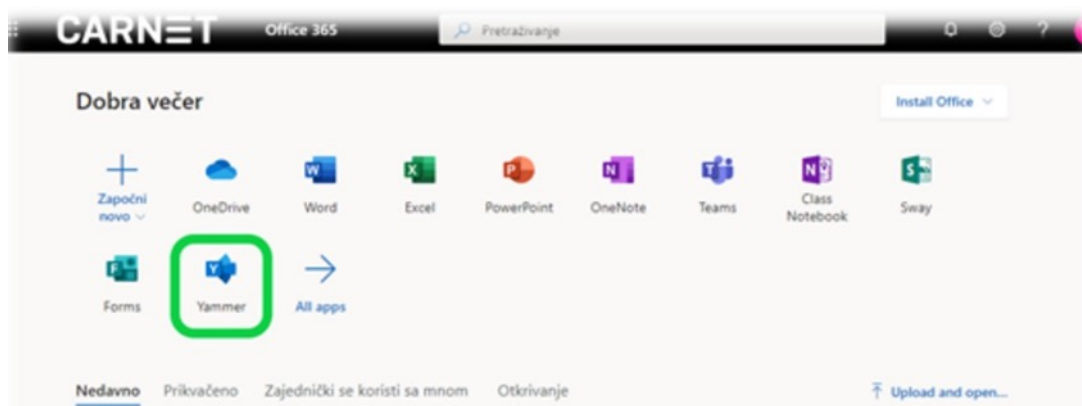 CARNET Office 365 Pretraživanje ?
Dobra večer Install Office
Započni novo OneDrive Word Excel PowerPoint OneNote Teams Class Notebook Sway
Forms Yammer All apps
Nedavno Prikvačeno Zajednički se koristi sa mnom Otkrivanje Upload and open...